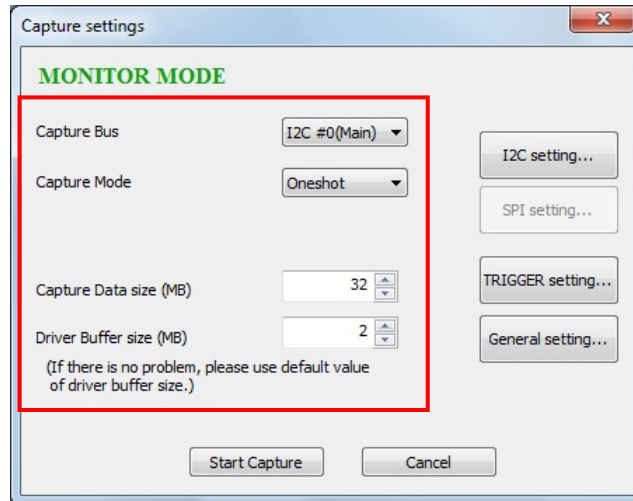 Capture settings
MONITOR MODE
Capture Bus
I2C #0(Main)
Capture Mode
Oneshot
Capture Data size (MB)
32
Driver Buffer size (MB)
2
(If there is no problem, please use default value
of driver buffer size.)
I2C setting...
SPI setting...
TRIGGER setting...
General setting...
Start Capture
Cancel